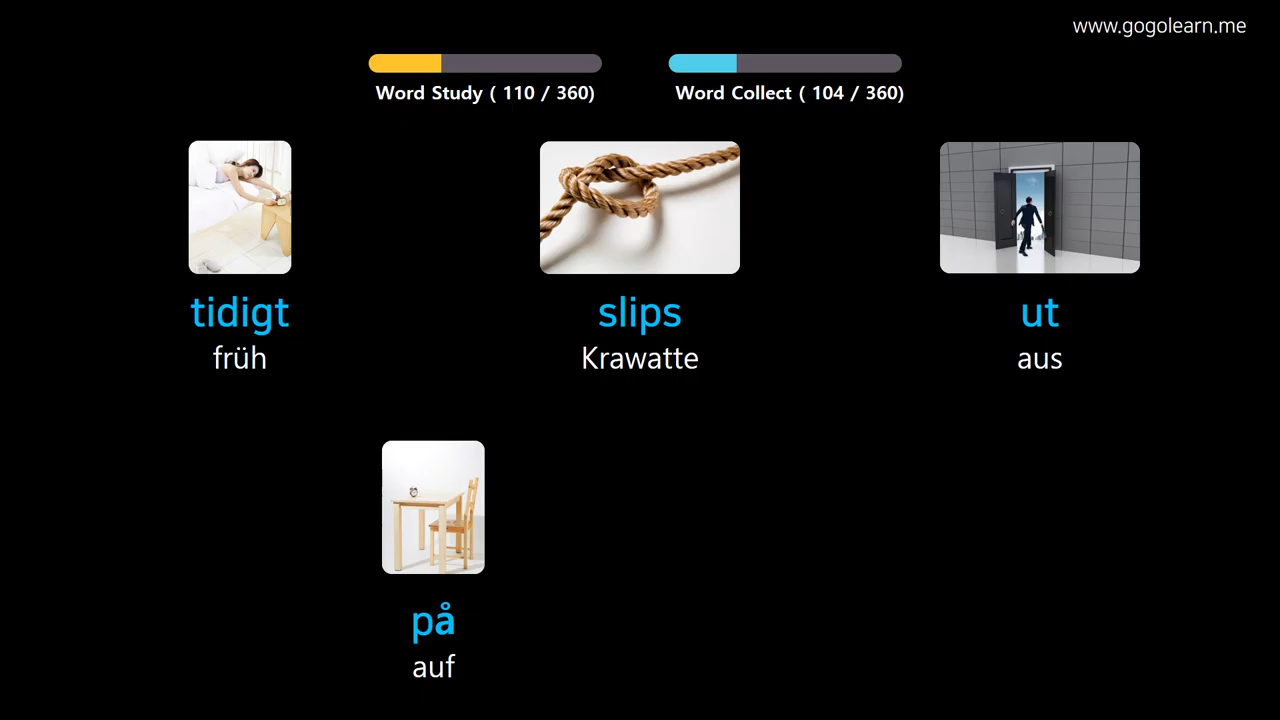 www.gogolearn.me
Word Study ( 110 / 360)
Word Collect ( 104 / 360)
tidigt
früh
slips
Krawatte
ut
aus
på
auf